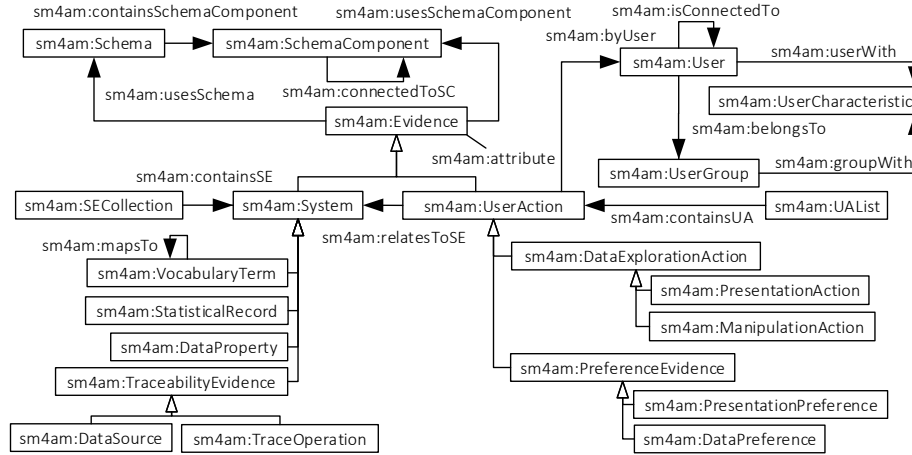 sm4am:containsSchemaComponent
sm4am:usesSchemaComponent
sm4am:isConnectedTo
sm4am:byUser
sm4am:Schema
sm4am:SchemaComponent
sm4am:User
sm4am:userWith
sm4am:usesSchema
sm4am:connectedToSC
sm4am:UserCharacteristic
sm4am:Evidence
sm4am:belongsTo
sm4am:attribute
sm4am:UserGroup
sm4am:groupWith
sm4am:containsSE
sm4am:SECollection
sm4am:System
sm4am:UserAction
sm4am:containsUA
sm4am:UAList
sm4am:relatesToSE
sm4am:mapsTo
sm4am:VocabularyTerm
sm4am:DataExplorationAction
sm4am:PresentationAction
sm4am:StatisticalRecord
sm4am:ManipulationAction
sm4am:DataProperty
sm4am:PreferenceEvidence
sm4am:TraceabilityEvidence
sm4am:PresentationPreference
sm4am:DataSource
sm4am:TraceOperation
sm4am:DataPreference